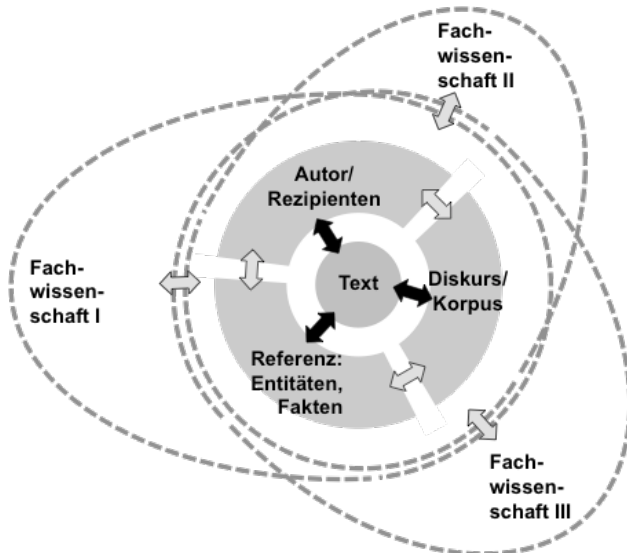 Fach-
wissen-
schaft II
Autor/
Rezipienten
Fach-
wissen-
schaft I
Text
Diskurs/
Korpus
Referenz:
Entitäten,
Fakten
Fach-
wissen-
schaft III